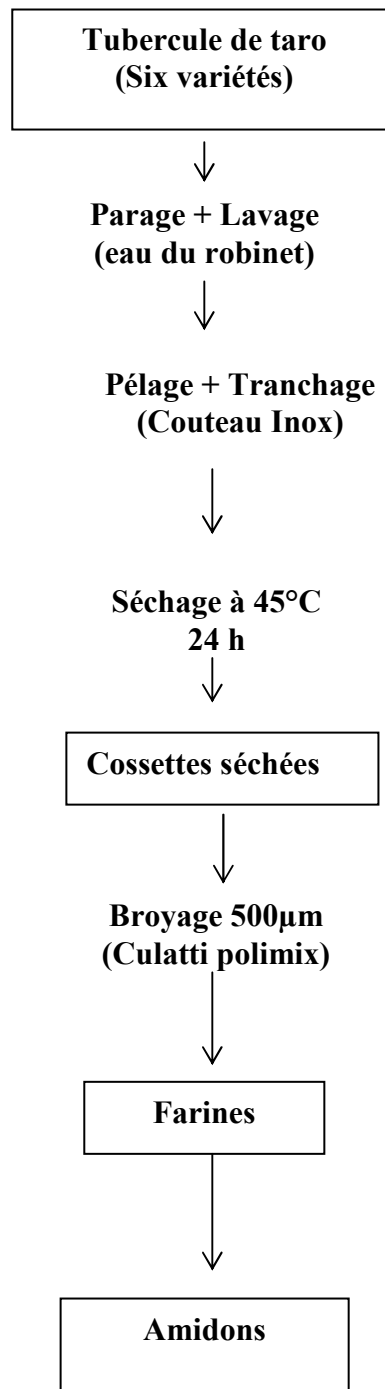 Tubercule de taro
(Six variétés)
Parage + Lavage
(eau du robinet)
Pélage + Tranchage
(Couteau Inox)
Séchage à 45°C
24 h
Cossettes séchées
Broyage 500µm
(Culatti polimix)
Farines
Amidons